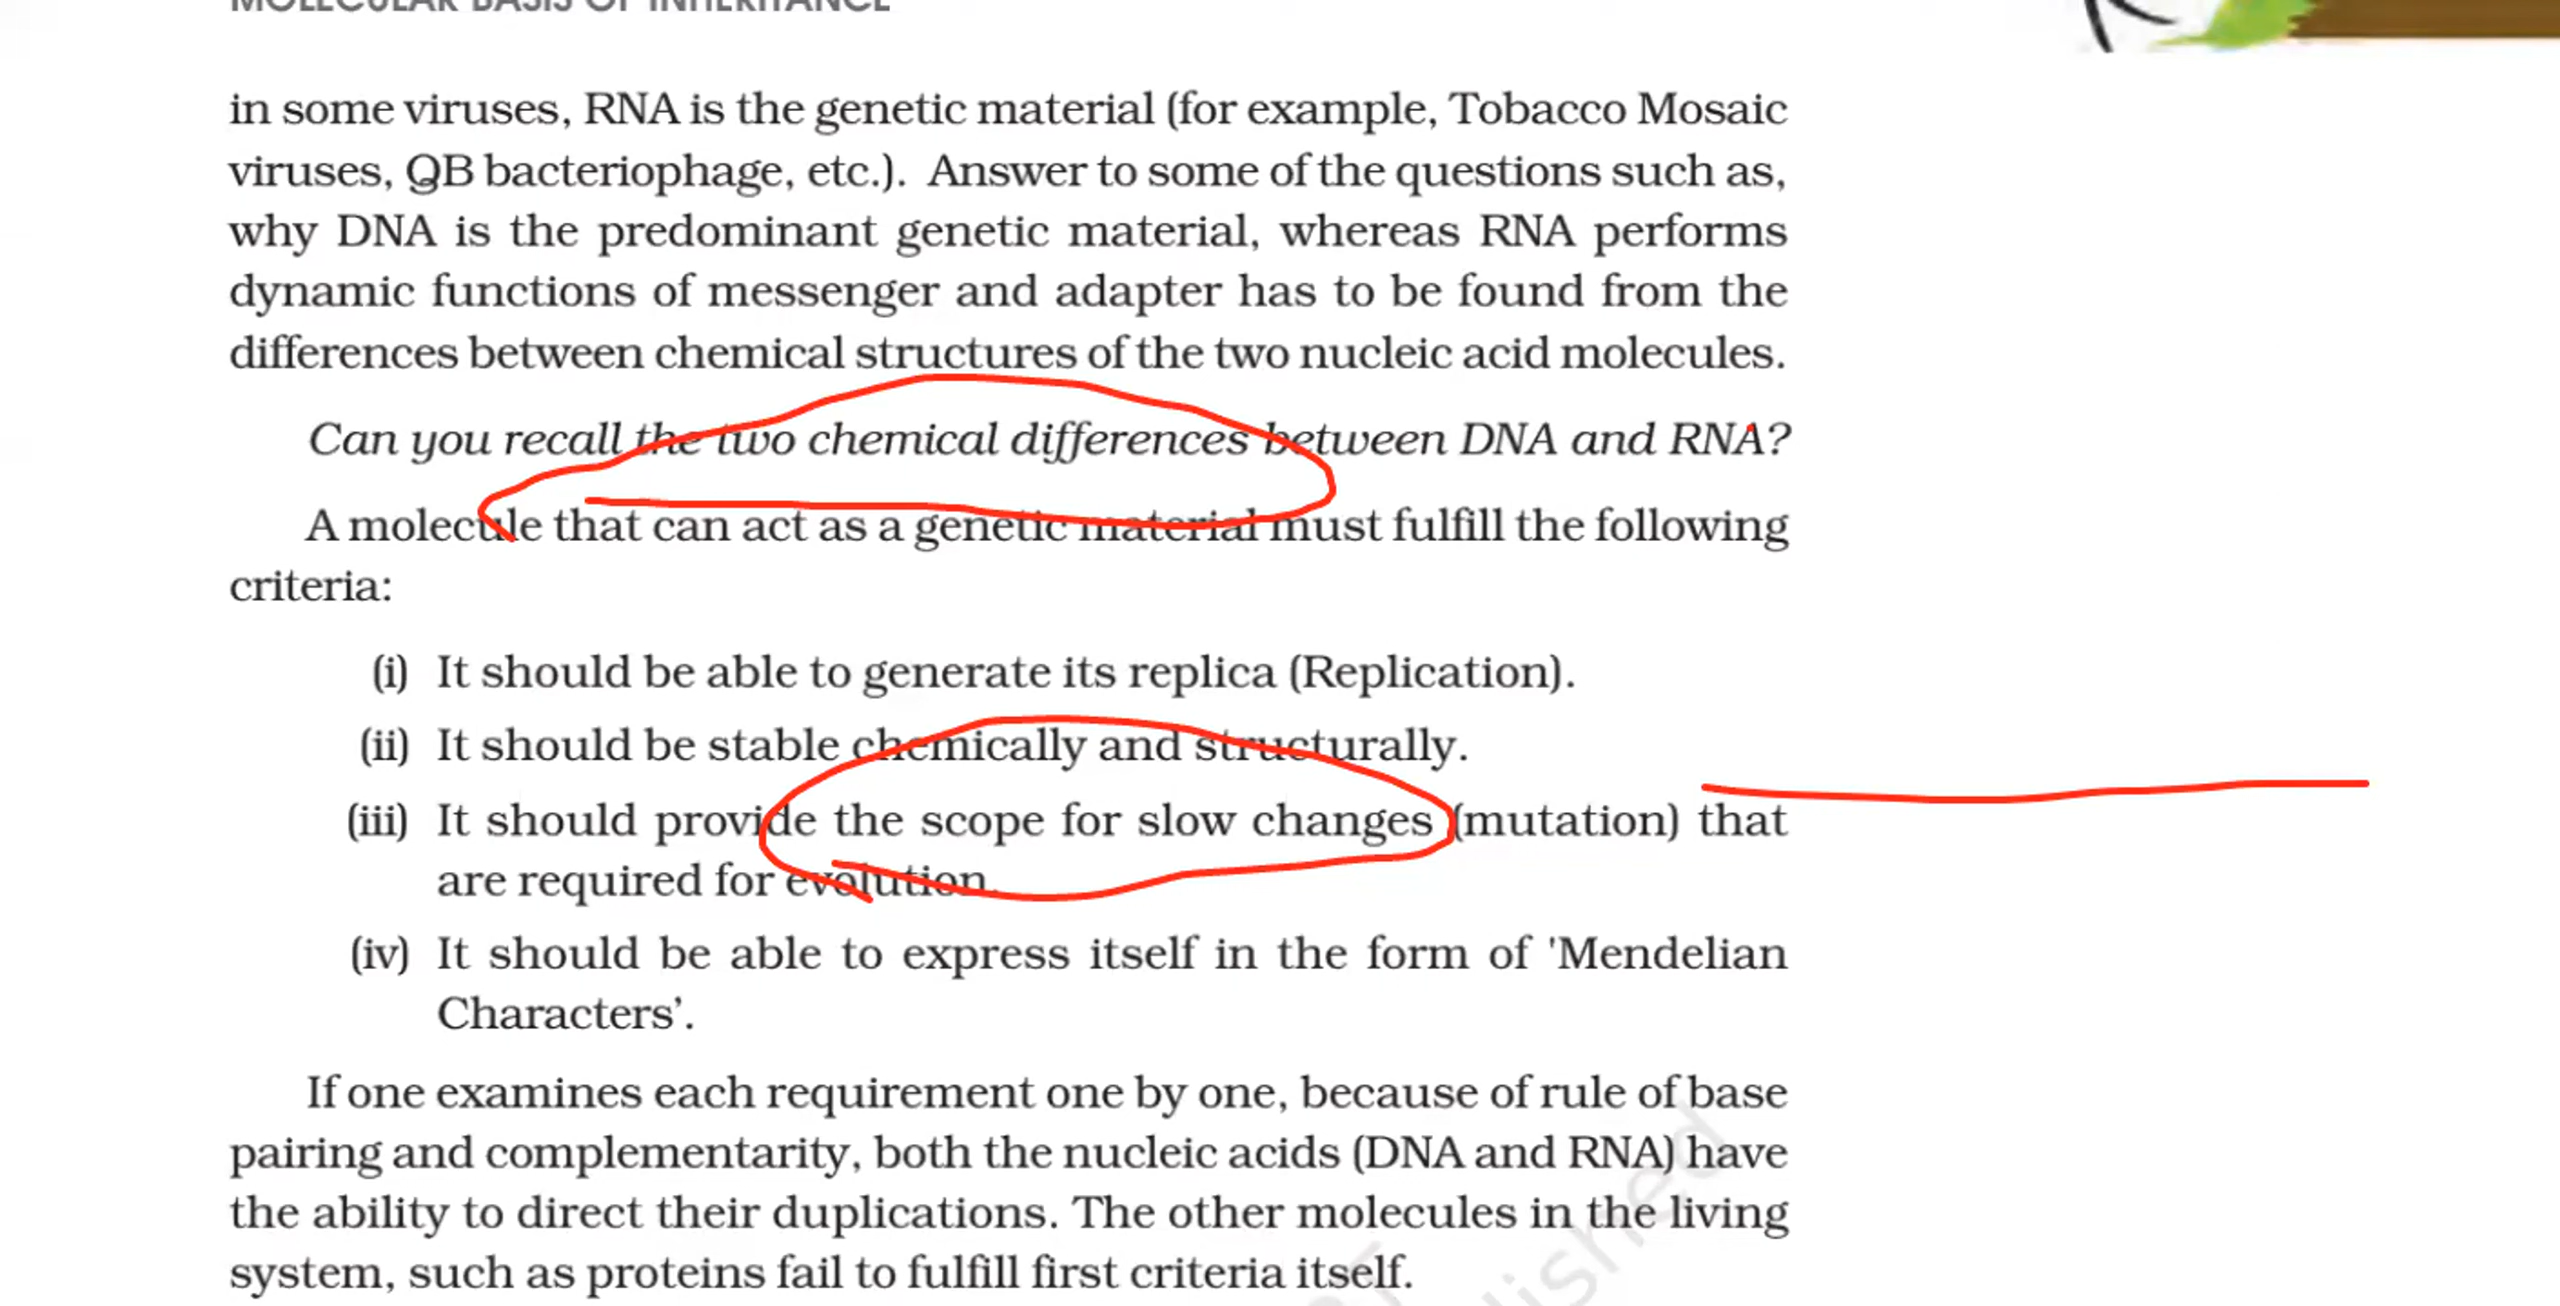 MOLECULAR BASIS OF INHERITANCE
in some viruses, RNA is the genetic material (for example, Tobacco Mosaic
viruses, QB bacteriophage, etc.). Answer to some of the questions such as,
why DNA is the predominant genetic material, whereas RNA performs
dynamic functions of messenger and adapter has to be found from the
differences between chemical structures of the two nucleic acid molecules.
Can you recall the two chemical differences between DNA and RNA?
A molecule that can act as a genetic material must fulfill the following
criteria:
(i) It should be able to generate its replica (Replication).
(ii) It should be stable chemically and structurally.
(iii) It should provide the scope for slow changes (mutation) that
are required for evolution.
(iv) It should be able to express itself in the form of 'Mendelian
Characters’.
If one examines each requirement one by one, because of rule of base
pairing and complementarity, both the nucleic acids (DNA and RNA) have
the ability to direct their duplications. The other molecules in the living
system, such as proteins fail to fulfill first criteria itself.